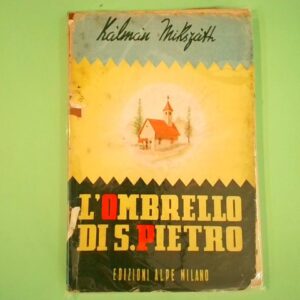 Kálmán Mikszáth
L'OMBRELLO
DI S. PIETRO
EDIZIONI ALPE MILANO